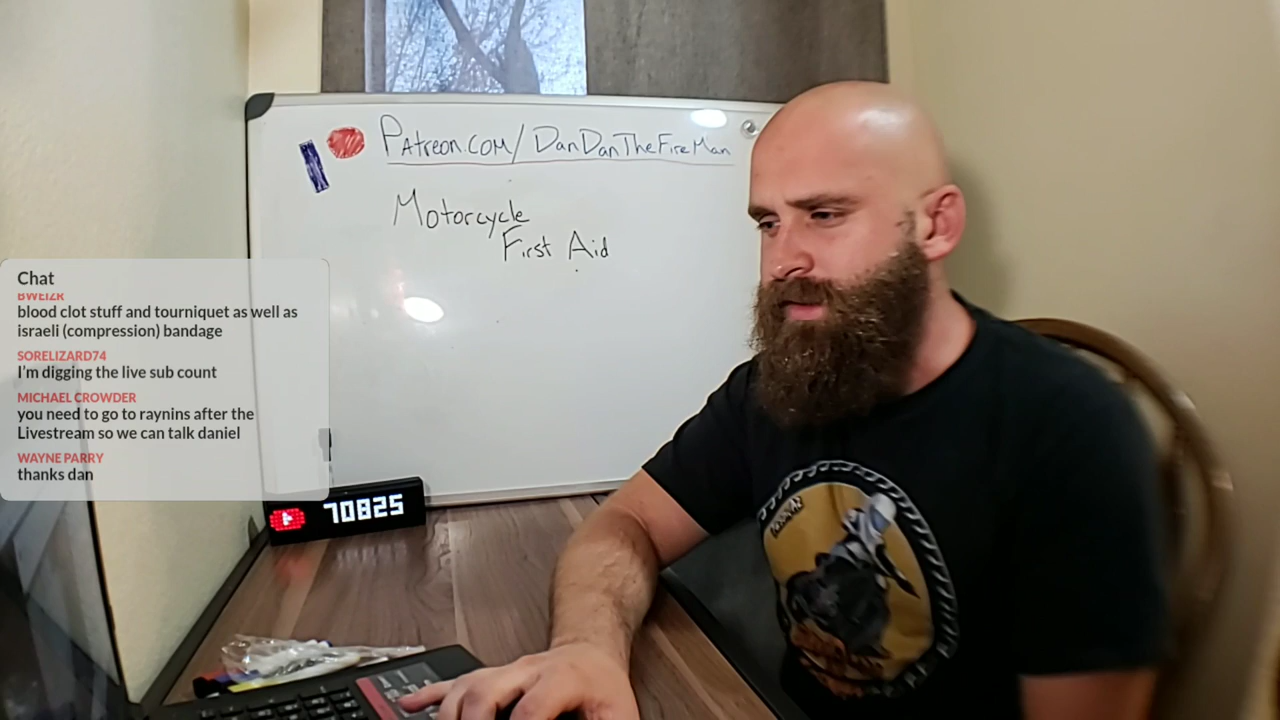 Patreon.com/DanDanTheFireMan
Motorcycle
First Aid
Chat
BWEIZR
blood clot stuff and tourniquet as well as
israeli (compression) bandage
SORELIZARD74
I'm digging the live sub count
MICHAEL CROWDER
you need to go to raynins after the
Livestream so we can talk daniel
WAYNE PARRY
thanks dan
70825